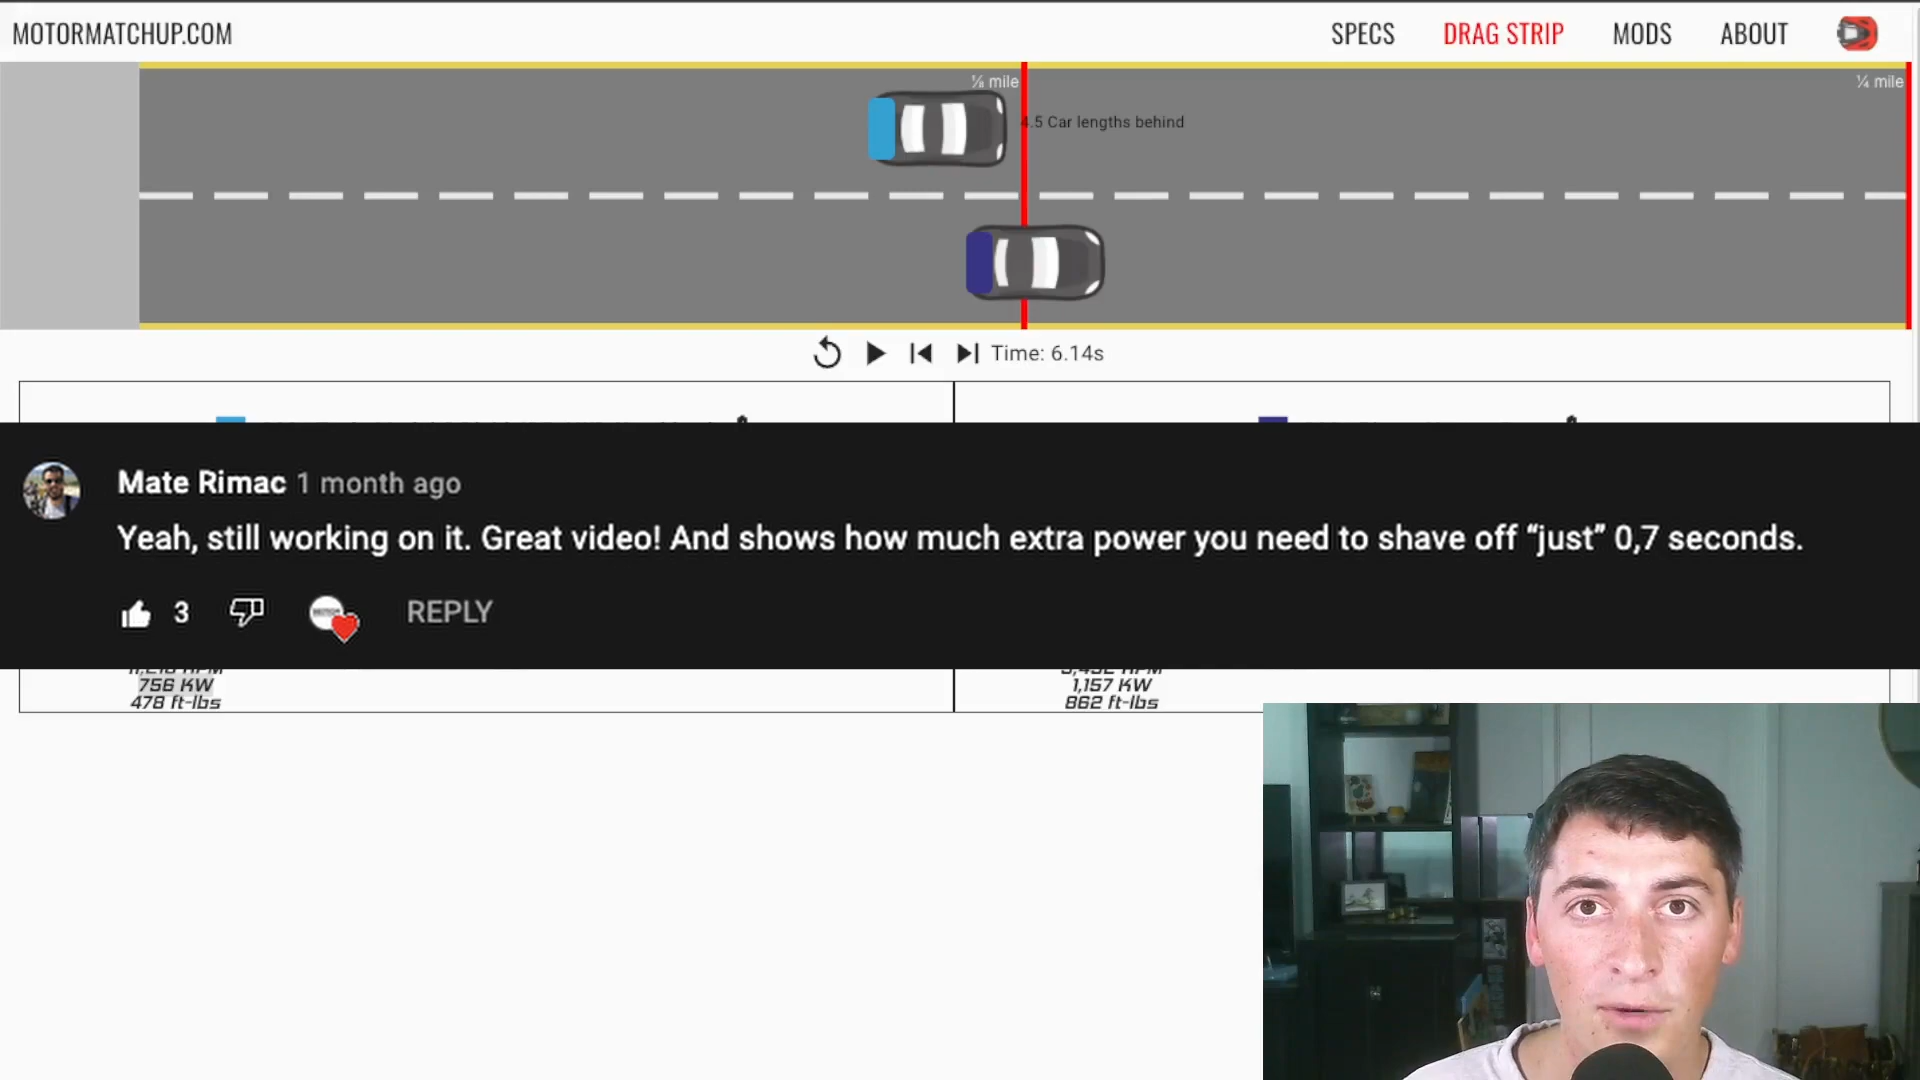 MOTORMATCHUP.COM
SPECS
DRAG STRIP
MODS
ABOUT
⅛ mile
¼ mile
4.5 Car lengths behind
Time: 6.14s
Mate Rimac 1 month ago
Yeah, still working on it. Great video! And shows how much extra power you need to shave off “just” 0,7 seconds.
3
REPLY
756 KW
478 ft-lbs
1,157 KW
862 ft-lbs